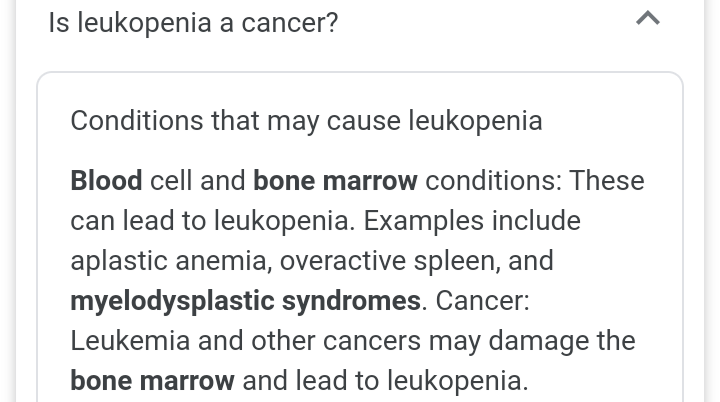 Is leukopenia a cancer?
Conditions that may cause leukopenia
Blood cell and bone marrow conditions: These
can lead to leukopenia. Examples include
aplastic anemia, overactive spleen, and
myelodysplastic syndromes. Cancer:
Leukemia and other cancers may damage the
bone marrow and lead to leukopenia.